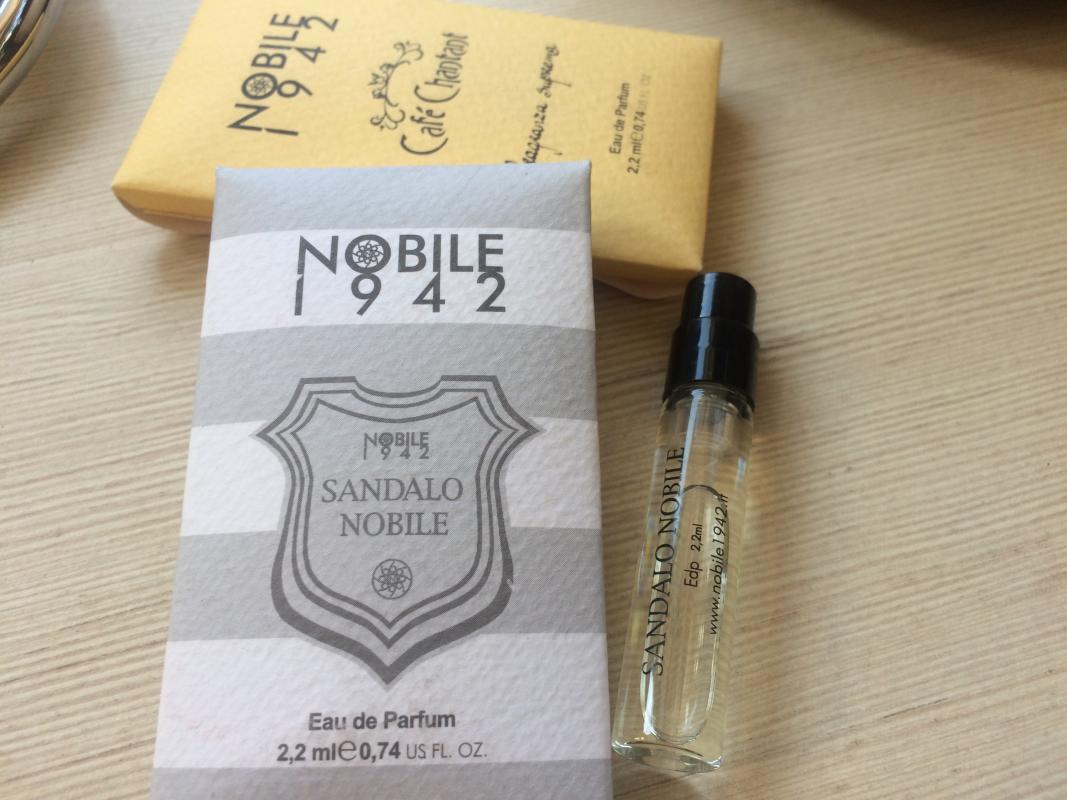 NOBILE
1942
Café Chantant
Fragranza Suprema
Eau de Parfum
2,2 ml℮0,74 US FL. OZ.
NOBILE
1942
NOBILE
1942
SANDALO
NOBILE
Eau de Parfum
2,2 ml℮0,74 US FL. OZ.
SANDALO NOBILE
Edp 2,2ml
www.nobile1942.it